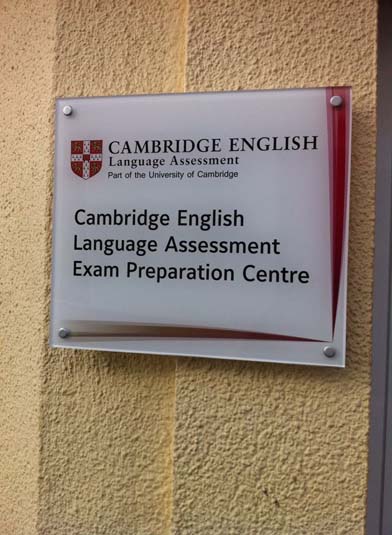 CAMBRIDGE ENGLISH
Language Assessment
Part of the University of Cambridge
Cambridge English
Language Assessment
Exam Preparation Centre